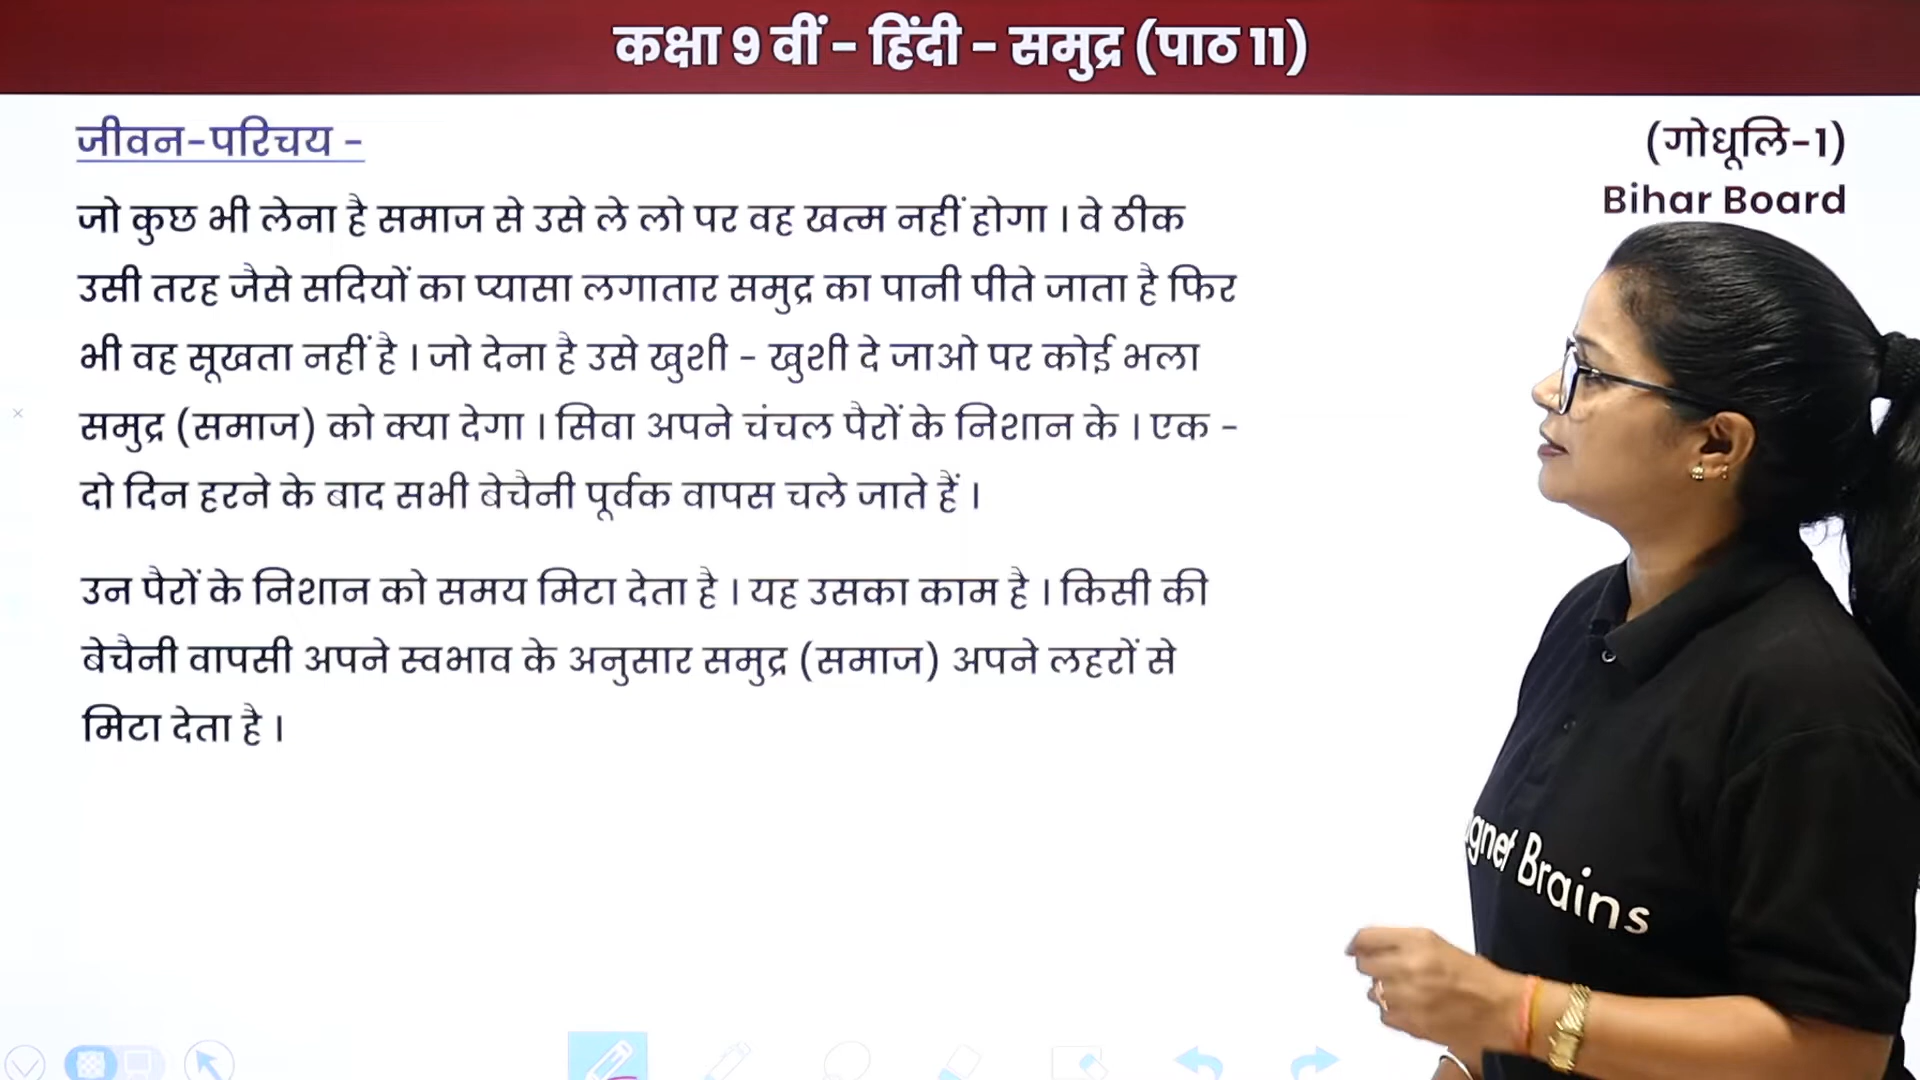 कक्षा 9 वीं - हिंदी - समुद्र (पाठ 11)
जीवन-परिचय -
(गोधूलि-1)
Bihar Board
जो कुछ भी लेना है समाज से उसे ले लो पर वह खत्म नहीं होगा । वे ठीक
उसी तरह जैसे सदियों का प्यासा लगातार समुद्र का पानी पीते जाता है फिर
भी वह सूखता नहीं है । जो देना है उसे खुशी - खुशी दे जाओ पर कोई भला
समुद्र (समाज) को क्या देगा । सिवा अपने चंचल पैरों के निशान के । एक -
दो दिन हरने के बाद सभी बेचैनी पूर्वक वापस चले जाते हैं ।
उन पैरों के निशान को समय मिटा देता है । यह उसका काम है । किसी की
बेचैनी वापसी अपने स्वभाव के अनुसार समुद्र (समाज) अपने लहरों से
मिटा देता है ।
Brains